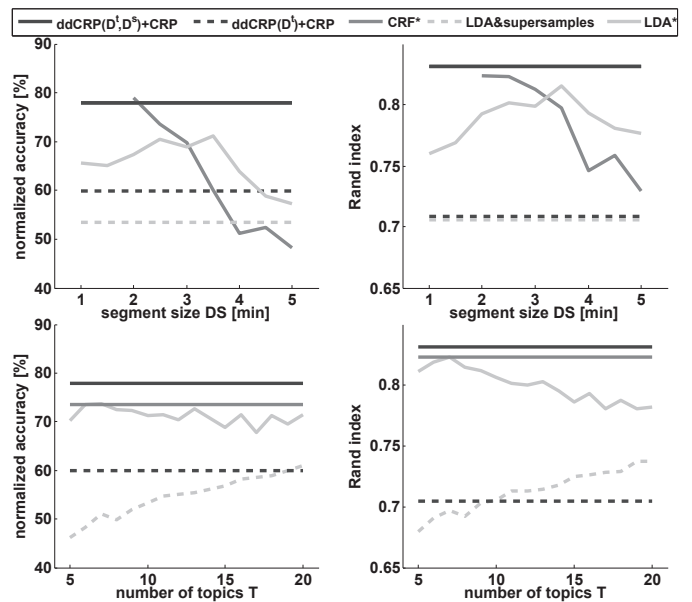 ddCRP(Dᵗ,Dˢ)+CRP ddCRP(Dᵗ)+CRP CRF* LDA&supersamples LDA*
90
80
70
60
50
40
normalized accuracy [%]
1 2 3 4 5
segment size DS [min]
0.8
0.75
0.7
0.65
Rand index
1 2 3 4 5
segment size DS [min]
90
80
70
60
50
40
normalized accuracy [%]
5 10 15 20
number of topics T
0.8
0.75
0.7
0.65
Rand index
5 10 15 20
number of topics T